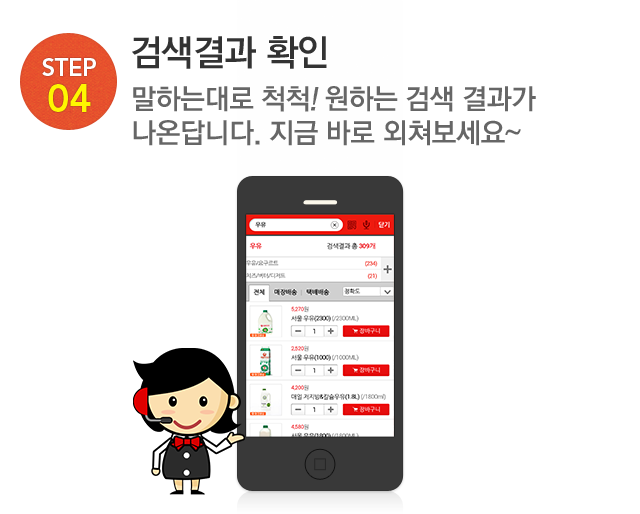 STEP
04
검색결과 확인
말하는대로 척척! 원하는 검색 결과가
나온답니다. 지금 바로 외쳐보세요~
우유 닫기
우유 검색결과 총 309개
우유/요구르트 (234)
치즈/버터/디저트 (21)
전체 매장배송 택배배송 정확도
5,270원
서울 우유(2300) (/2300ML)
1 장바구니
2,520원
서울 우유(1000) (/1000ML)
1 장바구니
4,200원
매일 저지방&칼슘우유(1.8L) (/1800ml)
1 장바구니
4,580원